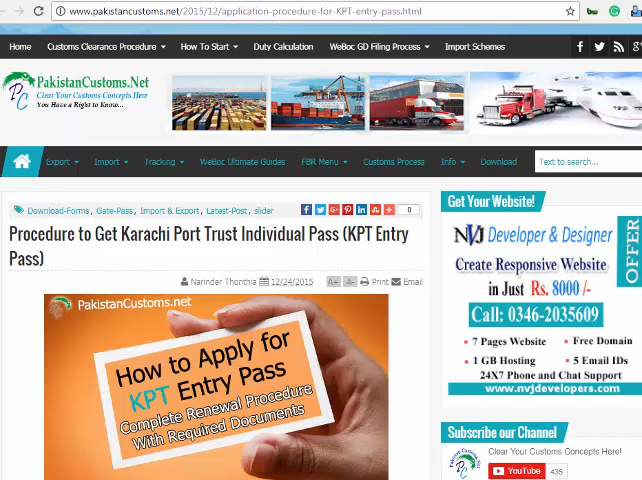 www.pakistancustoms.net/2015/12/application-procedure-for-KPT-entry-pass.html
Home Customs Clearance Procedure How To Start Duty Calculation WeBoc GD Filing Process Import Schemes
PakistanCustoms.Net
Clear Your Customs Concepts Here
You Have a Right to Know...
Export Import Tracking WeBoc Ultimate Guides FBR Menu Customs Process Info Download Text to search...
Download-Forms, Gate-Pass, Import & Export, Latest-Post, slider
0
Procedure to Get Karachi Port Trust Individual Pass (KPT Entry
Pass)
Narinder Thonthia 12/24/2015 A+ A- Print Email
PakistanCustoms.net
How to Apply for
KPT Entry Pass
Complete Renewal Procedure
With Required Documents
Get Your Website!
NVJ Developer & Designer
Create Responsive Website
in Just Rs. 8000 /-
Call: 0346-2035609
OFFER
7 Pages Website Free Domain
1 GB Hosting 5 Email IDs
24X7 Phone and Chat Support
www.nvjdevelopers.com
Subscribe our Channel
Clear Your Customs Concepts Here!
YouTube 435